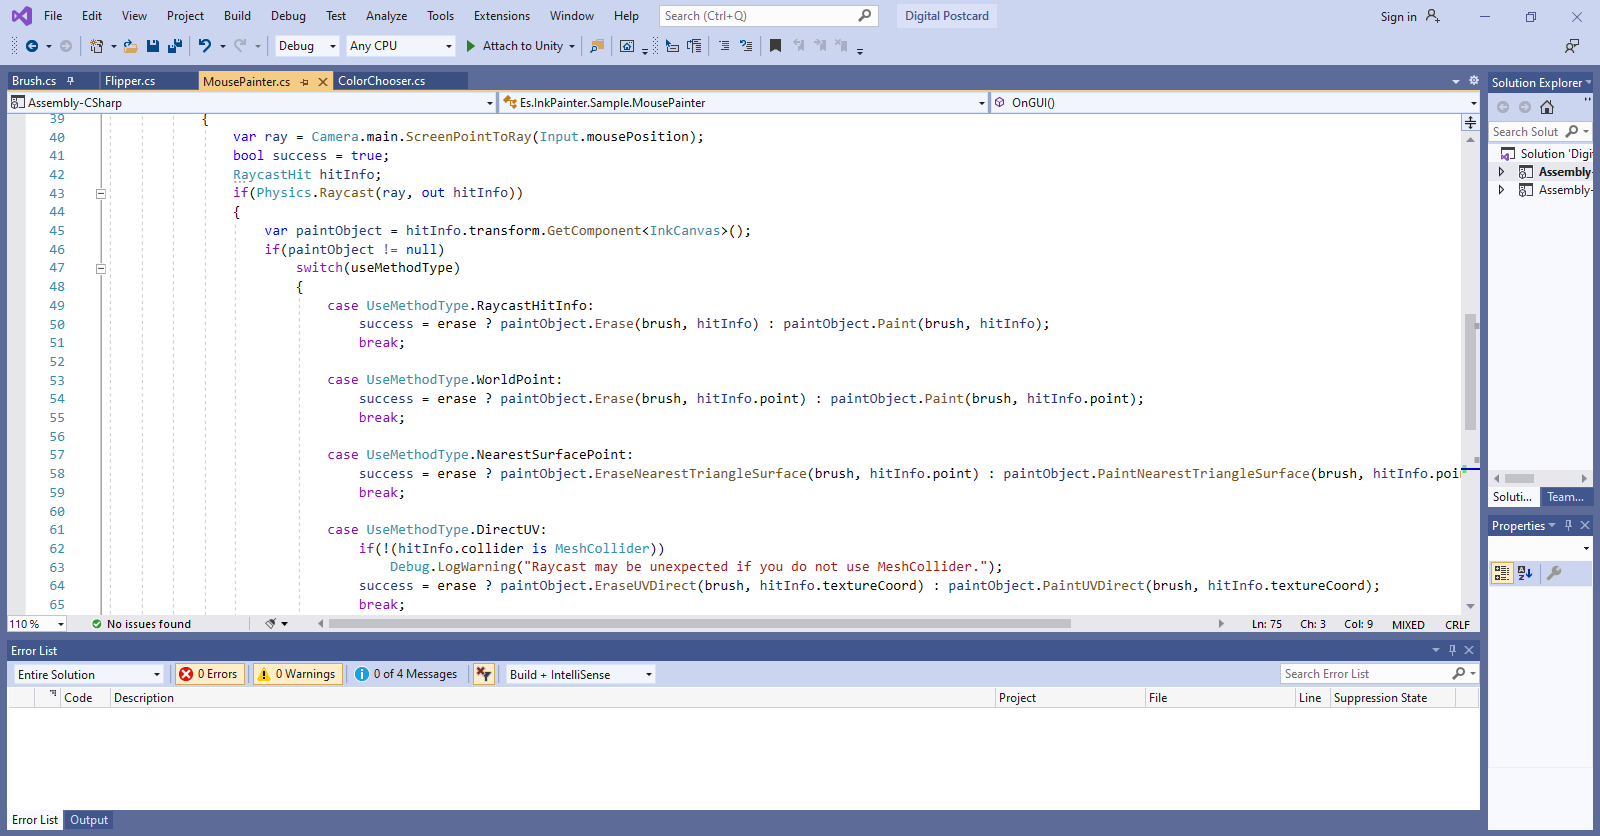 File Edit View Project Build Debug Test Analyze Tools Extensions Window Help Search (Ctrl+Q) Digital Postcard Sign in
Debug Any CPU Attach to Unity
Brush.cs Flipper.cs MousePainter.cs ColorChooser.cs
Assembly-CSharp Es.InkPainter.Sample.MousePainter OnGUI()
39 {
40 var ray = Camera.main.ScreenPointToRay(Input.mousePosition);
41 bool success = true;
42 RaycastHit hitInfo;
43 if(Physics.Raycast(ray, out hitInfo))
44 {
45 var paintObject = hitInfo.transform.GetComponent<InkCanvas>();
46 if(paintObject != null)
47 switch(useMethodType)
48 {
49 case UseMethodType.RaycastHitInfo:
50 success = erase ? paintObject.Erase(brush, hitInfo) : paintObject.Paint(brush, hitInfo);
51 break;
52
53 case UseMethodType.WorldPoint:
54 success = erase ? paintObject.Erase(brush, hitInfo.point) : paintObject.Paint(brush, hitInfo.point);
55 break;
56
57 case UseMethodType.NearestSurfacePoint:
58 success = erase ? paintObject.EraseNearestTriangleSurface(brush, hitInfo.point) : paintObject.PaintNearestTriangleSurface(brush, hitInfo.poi
59 break;
60
61 case UseMethodType.DirectUV:
62 if(!(hitInfo.collider is MeshCollider))
63 Debug.LogWarning("Raycast may be unexpected if you do not use MeshCollider.");
64 success = erase ? paintObject.EraseUVDirect(brush, hitInfo.textureCoord) : paintObject.PaintUVDirect(brush, hitInfo.textureCoord);
65 break;
110 % No issues found Ln: 75 Ch: 3 Col: 9 MIXED CRLF
Error List
Entire Solution 0 Errors 0 Warnings 0 of 4 Messages Build + IntelliSense Search Error List
Code Description Project File Line Suppression State
Error List Output
Solution Explorer
Search Solut
Solution 'Digi
Assembly-
Assembly-
Soluti... Team...
Properties